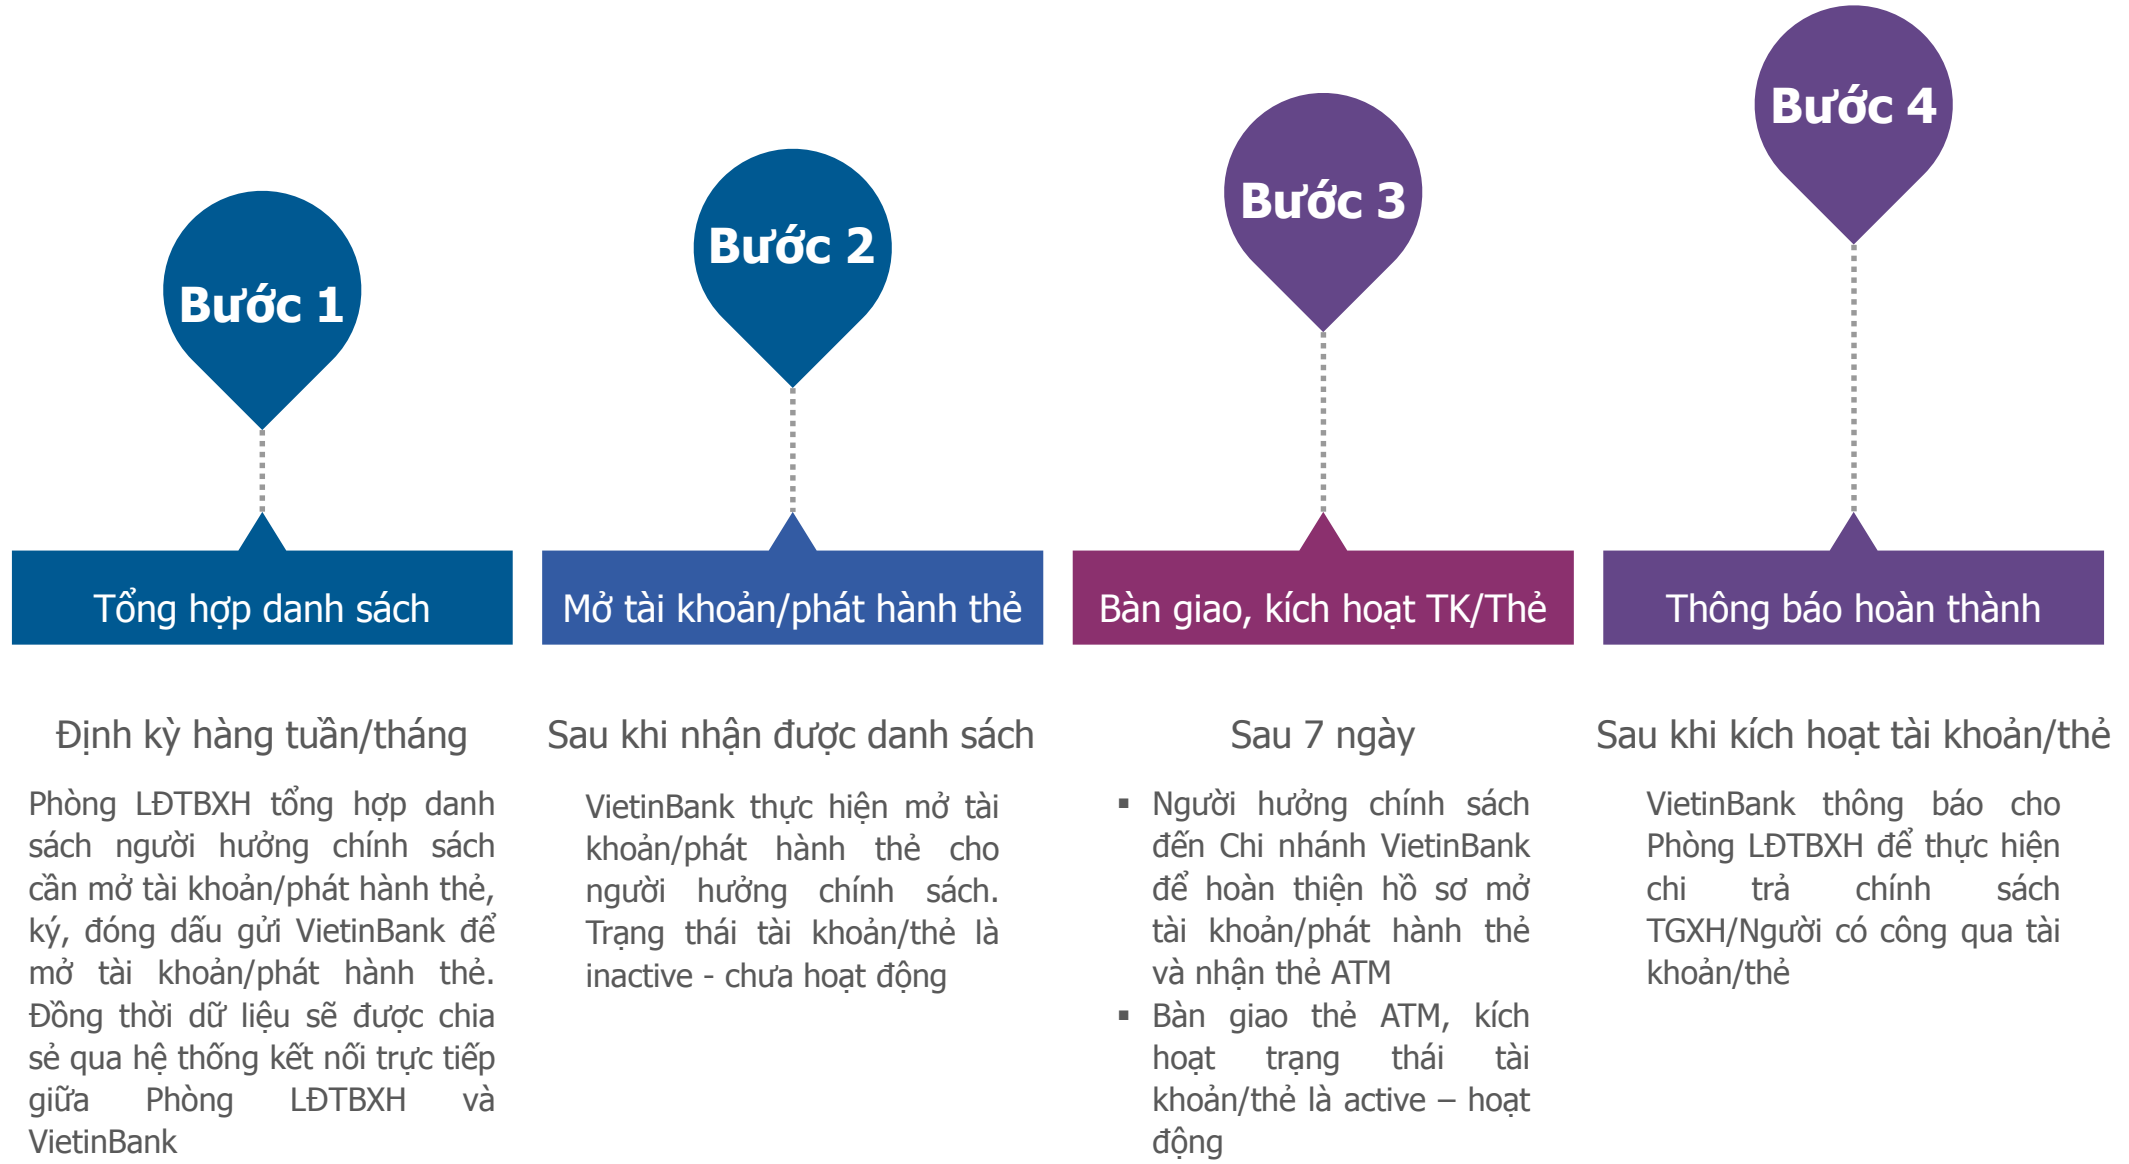 Bước 1
Tổng hợp danh sách
Định kỳ hàng tuần/tháng
Phòng LĐTBXH tổng hợp danh
sách người hưởng chính sách
cần mở tài khoản/phát hành thẻ,
ký, đóng dấu gửi VietinBank để
mở tài khoản/phát hành thẻ.
Đồng thời dữ liệu sẽ được chia
sẻ qua hệ thống kết nối trực tiếp
giữa Phòng LĐTBXH và
VietinBank
Bước 2
Mở tài khoản/phát hành thẻ
Sau khi nhận được danh sách
VietinBank thực hiện mở tài
khoản/phát hành thẻ cho
người hưởng chính sách.
Trạng thái tài khoản/thẻ là
inactive - chưa hoạt động
Bước 3
Bàn giao, kích hoạt TK/Thẻ
Sau 7 ngày
▪ Người hưởng chính sách
đến Chi nhánh VietinBank
để hoàn thiện hồ sơ mở
tài khoản/phát hành thẻ
và nhận thẻ ATM
▪ Bàn giao thẻ ATM, kích
hoạt trạng thái tài
khoản/thẻ là active – hoạt
động
Bước 4
Thông báo hoàn thành
Sau khi kích hoạt tài khoản/thẻ
VietinBank thông báo cho
Phòng LĐTBXH để thực hiện
chi trả chính sách
TGXH/Người có công qua tài
khoản/thẻ